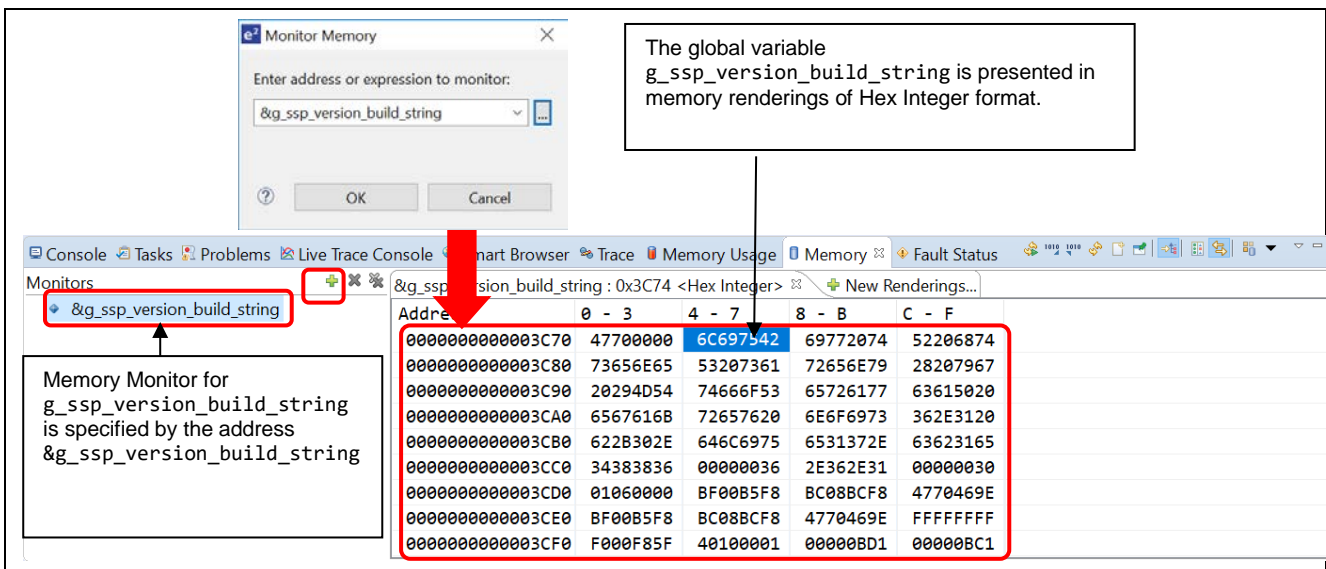 e² Monitor Memory
Enter address or expression to monitor:
&g_ssp_version_build_string
...
OK Cancel
The global variable
g_ssp_version_build_string is presented in
memory renderings of Hex Integer format.
Console Tasks Problems Live Trace Console mart Browser Trace Memory Usage Memory Fault Status
Monitors
&g_ssp_version_build_string
Memory Monitor for
g_ssp_version_build_string
is specified by the address
&g_ssp_version_build_string
&g_ssp rsion_build_string : 0x3C74 <Hex Integer> New Renderings...
Addre 0 - 3 4 - 7 8 - B C - F
0000000000003C70 47700000 6C697542 69772074 52206874
0000000000003C80 73656E65 53207361 72656E79 28207967
0000000000003C90 20294D54 74666F53 65726177 63615020
0000000000003CA0 6567616B 72657620 6E6F6973 362E3120
0000000000003CB0 622B302E 646C6975 6531372E 63623165
0000000000003CC0 34383836 00000036 2E362E31 00000030
0000000000003CD0 01060000 BF00B5F8 BC08BCF8 4770469E
0000000000003CE0 BF00B5F8 BC08BCF8 4770469E FFFFFFFF
0000000000003CF0 F000F85F 40100001 00000BD1 00000BC1